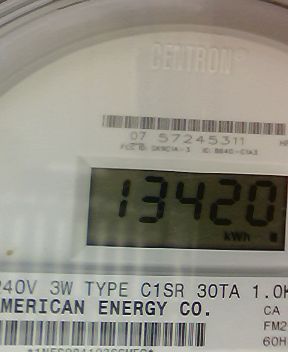 CENTRON
07 57245311
13420
kWh
240V 3W TYPE C1SR 30TA 1.0K
AMERICAN ENERGY CO.
CA
FM2
60H